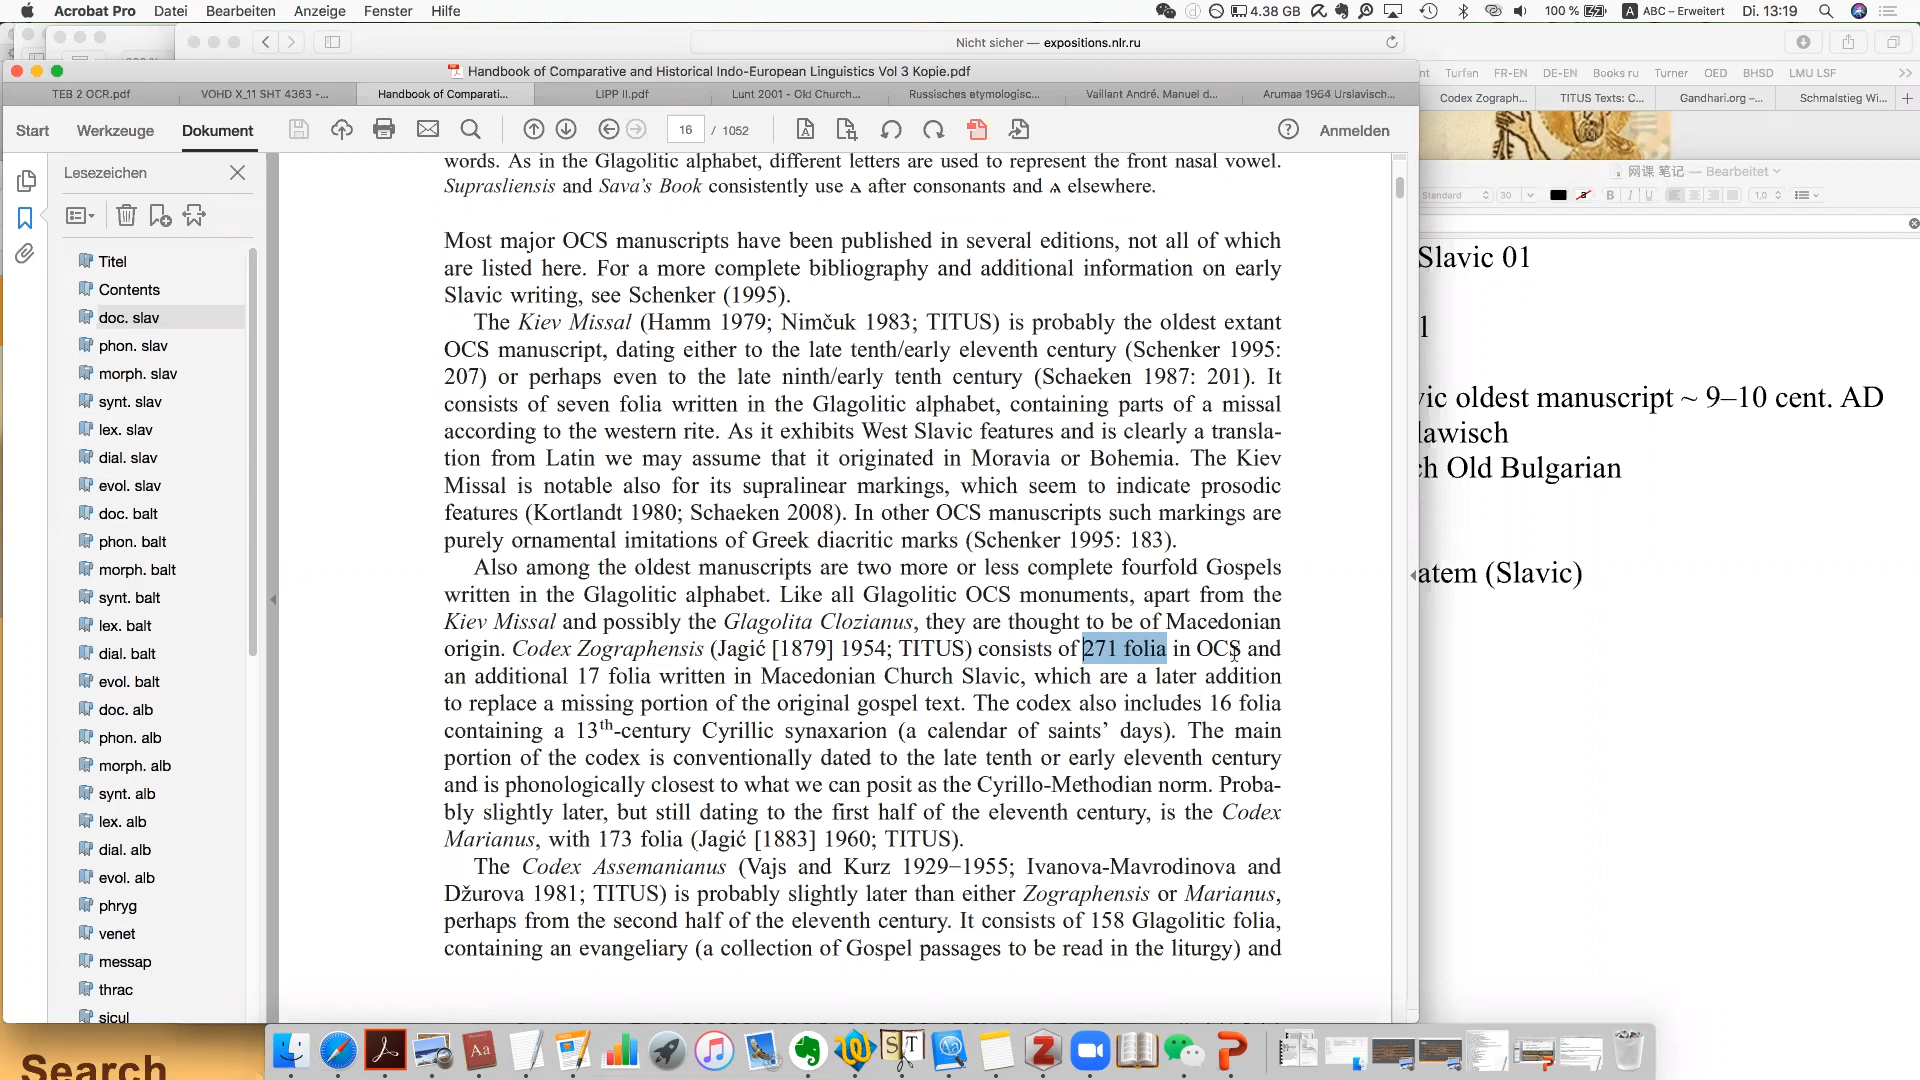 Acrobat Pro Datei Bearbeiten Anzeige Fenster Hilfe 4.38 GB 100 % ABC – Erweitert Di. 13:19
Nicht sicher — expositions.nlr.ru
Handbook of Comparative and Historical Indo-European Linguistics Vol 3 Kopie.pdf
Turfan FR-EN DE-EN Books ru Turner OED BHSD LMU LSF
TEB 2 OCR.pdf VOHD X_11 SHT 4363 -... Handbook of Comparati... LIPP II.pdf Lunt 2001 - Old Church... Russisches etymologisc... Vaillant André. Manuel d... Arumae 1964 Urslavisch...
Codex Zograph... TITUS Texts: C... Gandhari.org –... Schmalstieg Wi...
Start Werkzeuge Dokument 16 / 1052 Anmelden
网课 笔记 — Bearbeitet
Standard 30 B I U 1,0
Lesezeichen
Titel
Contents
doc. slav
phon. slav
morph. slav
synt. slav
lex. slav
dial. slav
evol. slav
doc. balt
phon. balt
morph. balt
synt. balt
lex. balt
dial. balt
evol. balt
doc. alb
phon. alb
morph. alb
synt. alb
lex. alb
dial. alb
evol. alb
phryg
venet
messap
thrac
sicul
words. As in the Glagolitic alphabet, different letters are used to represent the front nasal vowel.
Suprasliensis and Sava's Book consistently use ѧ after consonants and ѩ elsewhere.
Most major OCS manuscripts have been published in several editions, not all of which
are listed here. For a more complete bibliography and additional information on early
Slavic writing, see Schenker (1995).
The Kiev Missal (Hamm 1979; Nimčuk 1983; TITUS) is probably the oldest extant
OCS manuscript, dating either to the late tenth/early eleventh century (Schenker 1995:
207) or perhaps even to the late ninth/early tenth century (Schaeken 1987: 201). It
consists of seven folia written in the Glagolitic alphabet, containing parts of a missal
according to the western rite. As it exhibits West Slavic features and is clearly a transla-
tion from Latin we may assume that it originated in Moravia or Bohemia. The Kiev
Missal is notable also for its supralinear markings, which seem to indicate prosodic
features (Kortlandt 1980; Schaeken 2008). In other OCS manuscripts such markings are
purely ornamental imitations of Greek diacritic marks (Schenker 1995: 183).
Also among the oldest manuscripts are two more or less complete fourfold Gospels
written in the Glagolitic alphabet. Like all Glagolitic OCS monuments, apart from the
Kiev Missal and possibly the Glagolita Clozianus, they are thought to be of Macedonian
origin. Codex Zographensis (Jagić [1879] 1954; TITUS) consists of 271 folia in OCS and
an additional 17 folia written in Macedonian Church Slavic, which are a later addition
to replace a missing portion of the original gospel text. The codex also includes 16 folia
containing a 13th-century Cyrillic synaxarion (a calendar of saints' days). The main
portion of the codex is conventionally dated to the late tenth or early eleventh century
and is phonologically closest to what we can posit as the Cyrillo-Methodian norm. Proba-
bly slightly later, but still dating to the first half of the eleventh century, is the Codex
Marianus, with 173 folia (Jagić [1883] 1960; TITUS).
The Codex Assemanianus (Vajs and Kurz 1929−1955; Ivanova-Mavrodinova and
Džurova 1981; TITUS) is probably slightly later than either Zographensis or Marianus,
perhaps from the second half of the eleventh century. It consists of 158 Glagolitic folia,
containing an evangeliary (a collection of Gospel passages to be read in the liturgy) and
Slavic 01
1
vic oldest manuscript ~ 9–10 cent. AD
lawisch
ch Old Bulgarian
atem (Slavic)
Search